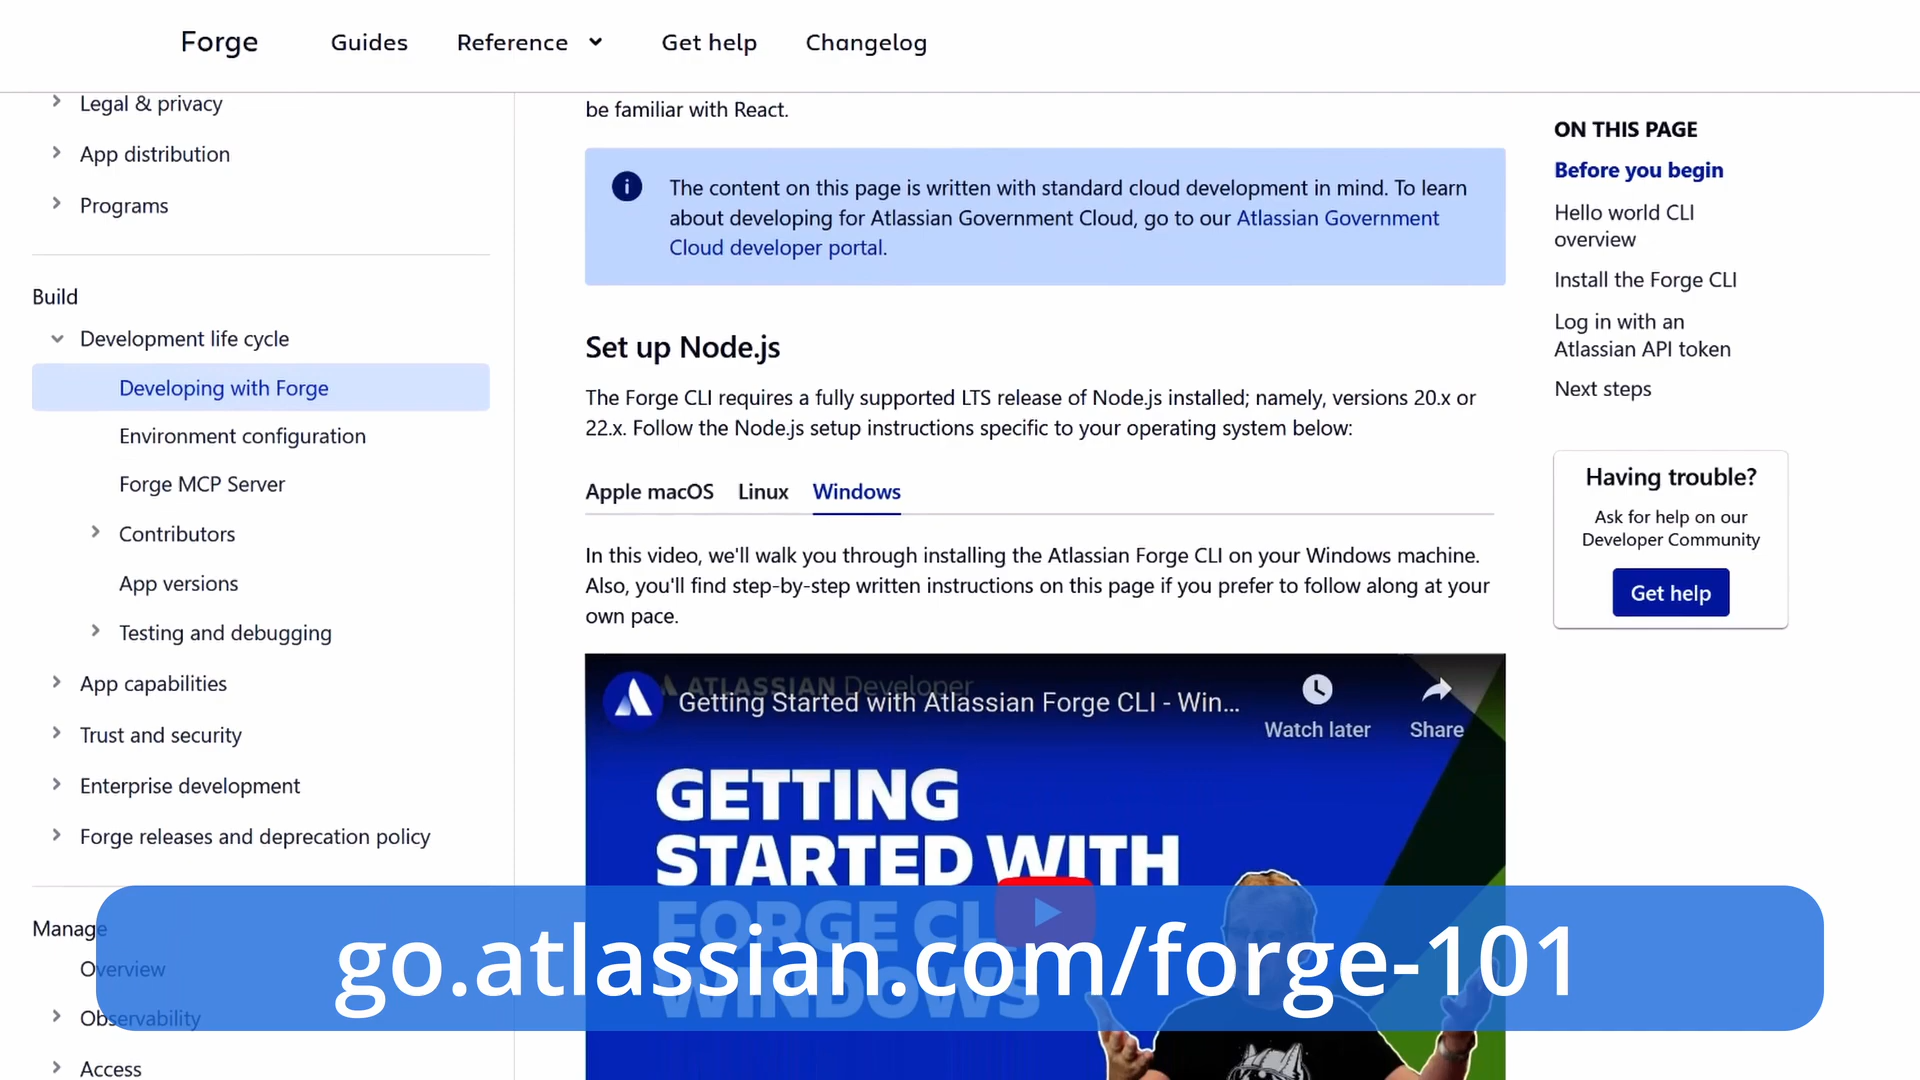 Forge
Guides
Reference
Get help
Changelog
Legal & privacy
App distribution
Programs
Build
Development life cycle
Developing with Forge
Environment configuration
Forge MCP Server
Contributors
App versions
Testing and debugging
App capabilities
Trust and security
Enterprise development
Forge releases and deprecation policy
Manage
Overview
Observability
Access
be familiar with React.
The content on this page is written with standard cloud development in mind. To learn
about developing for Atlassian Government Cloud, go to our Atlassian Government
Cloud developer portal.
Set up Node.js
The Forge CLI requires a fully supported LTS release of Node.js installed; namely, versions 20.x or
22.x. Follow the Node.js setup instructions specific to your operating system below:
Apple macOS
Linux
Windows
In this video, we'll walk you through installing the Atlassian Forge CLI on your Windows machine.
Also, you'll find step-by-step written instructions on this page if you prefer to follow along at your
own pace.
ATLASSIAN Developer
Getting Started with Atlassian Forge CLI - Win...
Watch later
Share
GETTING
STARTED WITH
FORGE CL
WINDOWS
go.atlassian.com/forge-101
ON THIS PAGE
Before you begin
Hello world CLI
overview
Install the Forge CLI
Log in with an
Atlassian API token
Next steps
Having trouble?
Ask for help on our
Developer Community
Get help